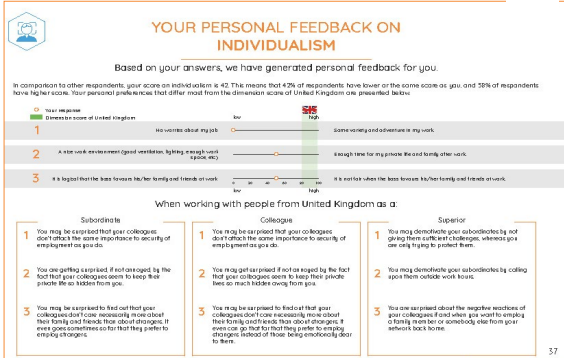 YOUR PERSONAL FEEDBACK ON
INDIVIDUALISM
Based on your answers, we have generated personal feedback for you.
In comparison to other respondents, your score on individualism is 42. This means that 42% of respondents have lower or the same score as you, and 58% of respondents
have higher score. Your personal preferences that differ most from the dimension score of United Kingdom are presented below:
Your response
Dimension score of United Kingdom
low
high
1
No worries about my job
Some variety and adventure in my work.
2
A nice work environment (good ventilation, lighting, enough work
space, etc)
Enough time for my private life and family after work.
3
It is logical that the boss favours his/her family and friends at work
It is not fair when the boss favours his/her family and friends at work.
0 20 40 60 80 100
low
high
When working with people from United Kingdom as a:
Subordinate
1 You may be surprised that your colleagues
don't attach the same importance to security of
employment as you do.
2 You are getting surprised, if not annoyed, by the
fact that your colleagues seem to keep their
private life so hidden from you.
3 You may be surprised to find out that your
colleagues don't care necessarily more about
their family and friends than about strangers. It
even goes sometimes so far that they prefer to
employ strangers.
Colleague
1 You may be surprised that your colleagues
don't attach the same importance to security of
employment as you do.
2 You may get surprised if not annoyed by the fact
that your colleagues seem to keep their private
lives so much hidden away from you.
3 You may be surprised to find out that your
colleagues don't care necessarily more about
their family and friends than about strangers. It
even can go that far that they prefer to employ
strangers instead of those being emotionally dear
to them.
Superior
1 You may demotivate your subordinates by not
giving them sufficient challenges, whereas you
are only trying to protect them.
2 You may demotivate your subordinates by calling
upon them outside work hours.
3 You are surprised about the negative reactions of
your colleagues if and when you want to employ
a family member or somebody else from your
network back home.
37